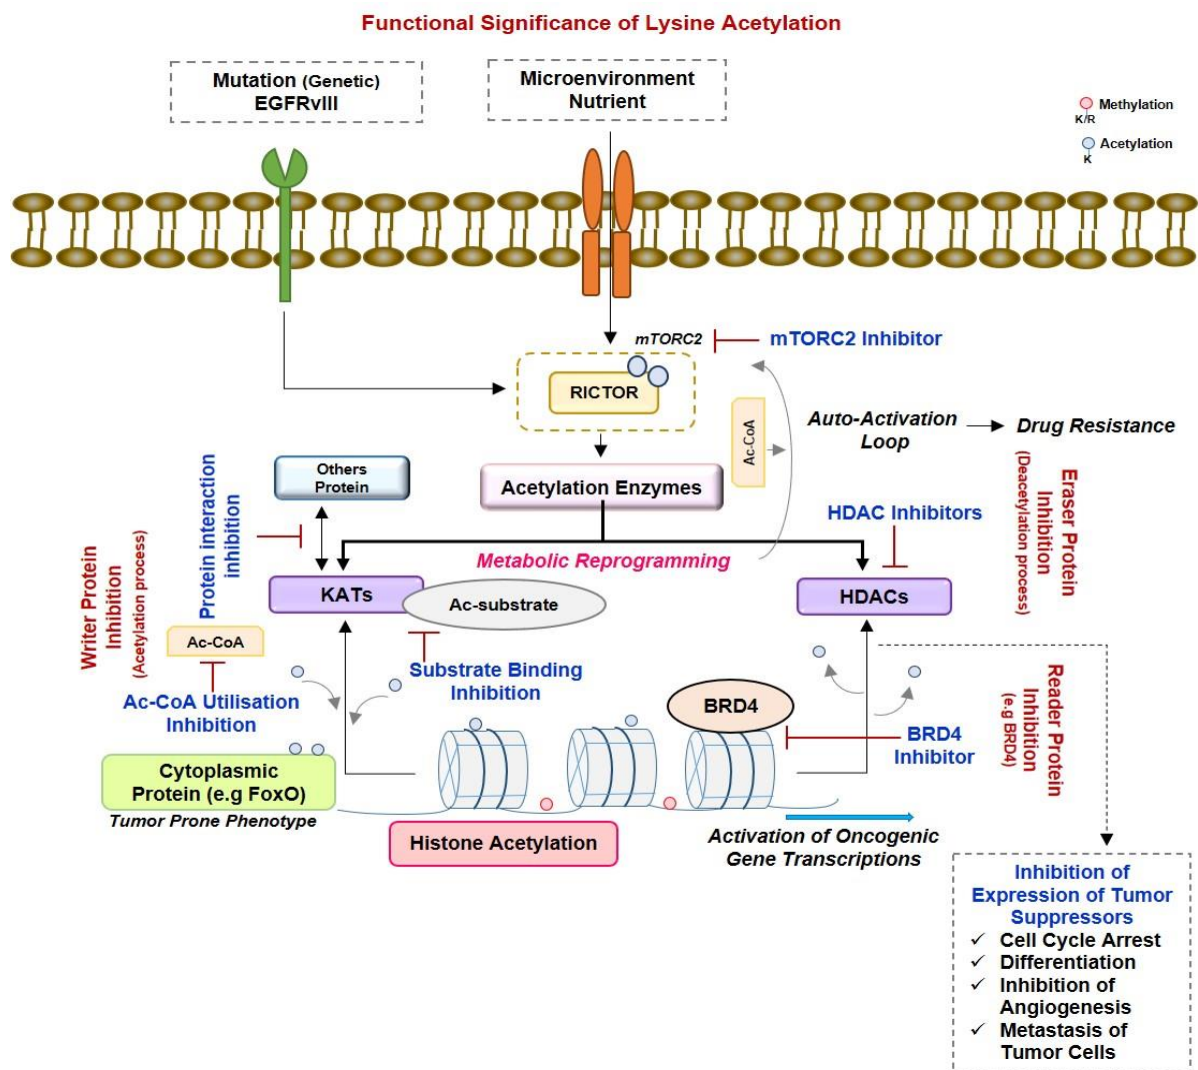 Functional Significance of Lysine Acetylation
Mutation (Genetic)
EGFRvIII
Microenvironment
Nutrient
Methylation
K/R
Acetylation
K
mTORC2
mTORC2 Inhibitor
RICTOR
Ac-CoA
Auto-Activation
Loop
Drug Resistance
Others
Protein
Acetylation Enzymes
Protein interaction
inhibition
HDAC Inhibitors
Eraser Protein
Inhibition
(Deacetylation process)
Metabolic Reprogramming
Writer Protein
Inhibition
(Acetylation process)
KATs
Ac-substrate
HDACs
Ac-CoA
Substrate Binding
Inhibition
Ac-CoA Utilisation
Inhibition
BRD4
BRD4
Inhibitor
Reader Protein
Inhibition
(e.g BRD4)
Cytoplasmic
Protein (e.g FoxO)
Tumor Prone Phenotype
Histone Acetylation
Activation of Oncogenic
Gene Transcriptions
Inhibition of
Expression of Tumor
Suppressors
✓ Cell Cycle Arrest
✓ Differentiation
✓ Inhibition of
Angiogenesis
✓ Metastasis of
Tumor Cells